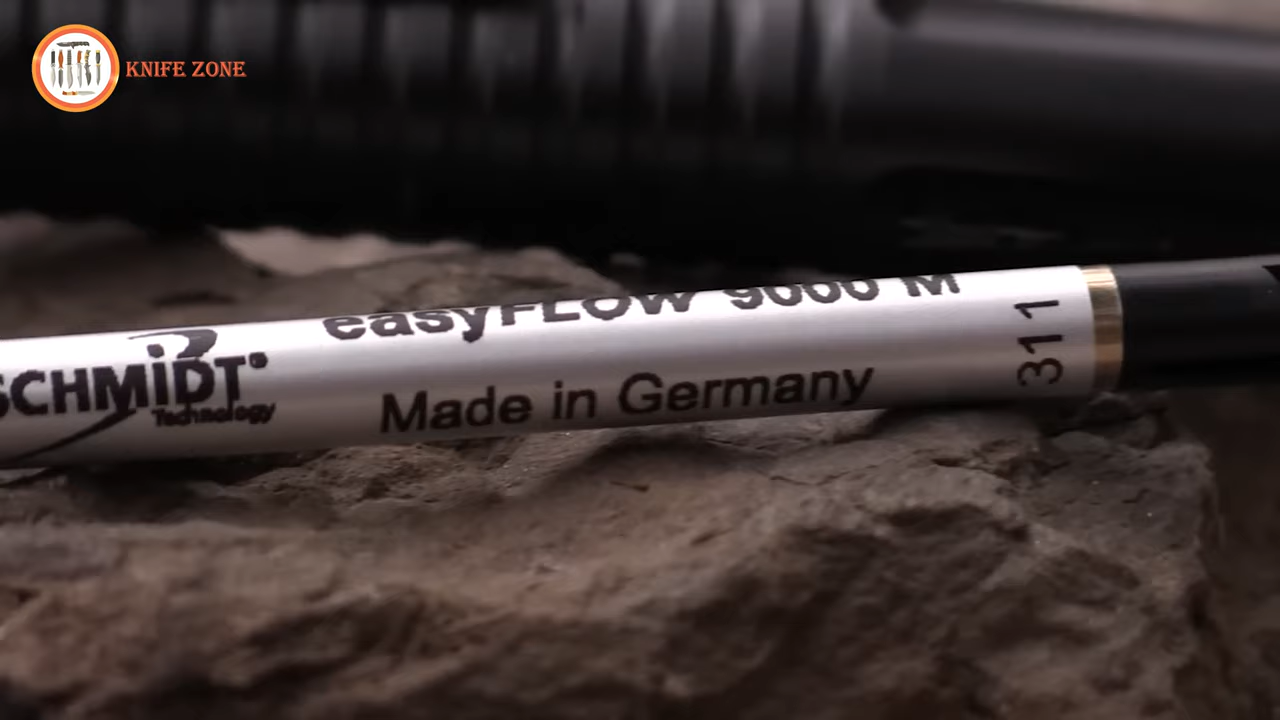 KNIFE ZONE
easyFLOW 9000 M
SCHMiDT
Technology
Made in Germany
311